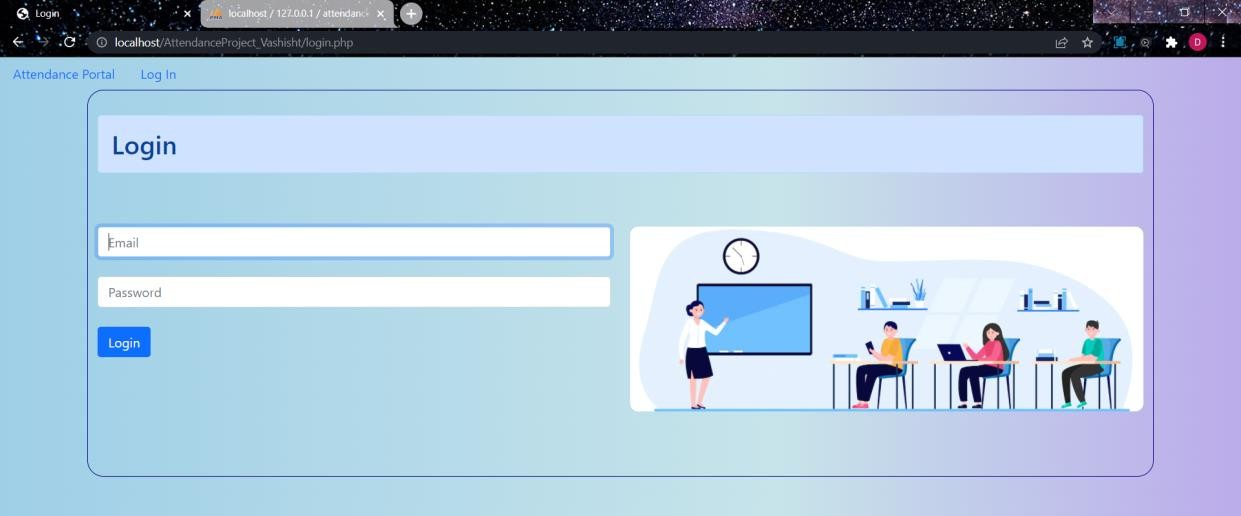 Login
localhost / 127.0.0.1 / attendanc
localhost/AttendanceProject_Vashisht/login.php
D
Attendance Portal Log In
Login
Email
Password
Login